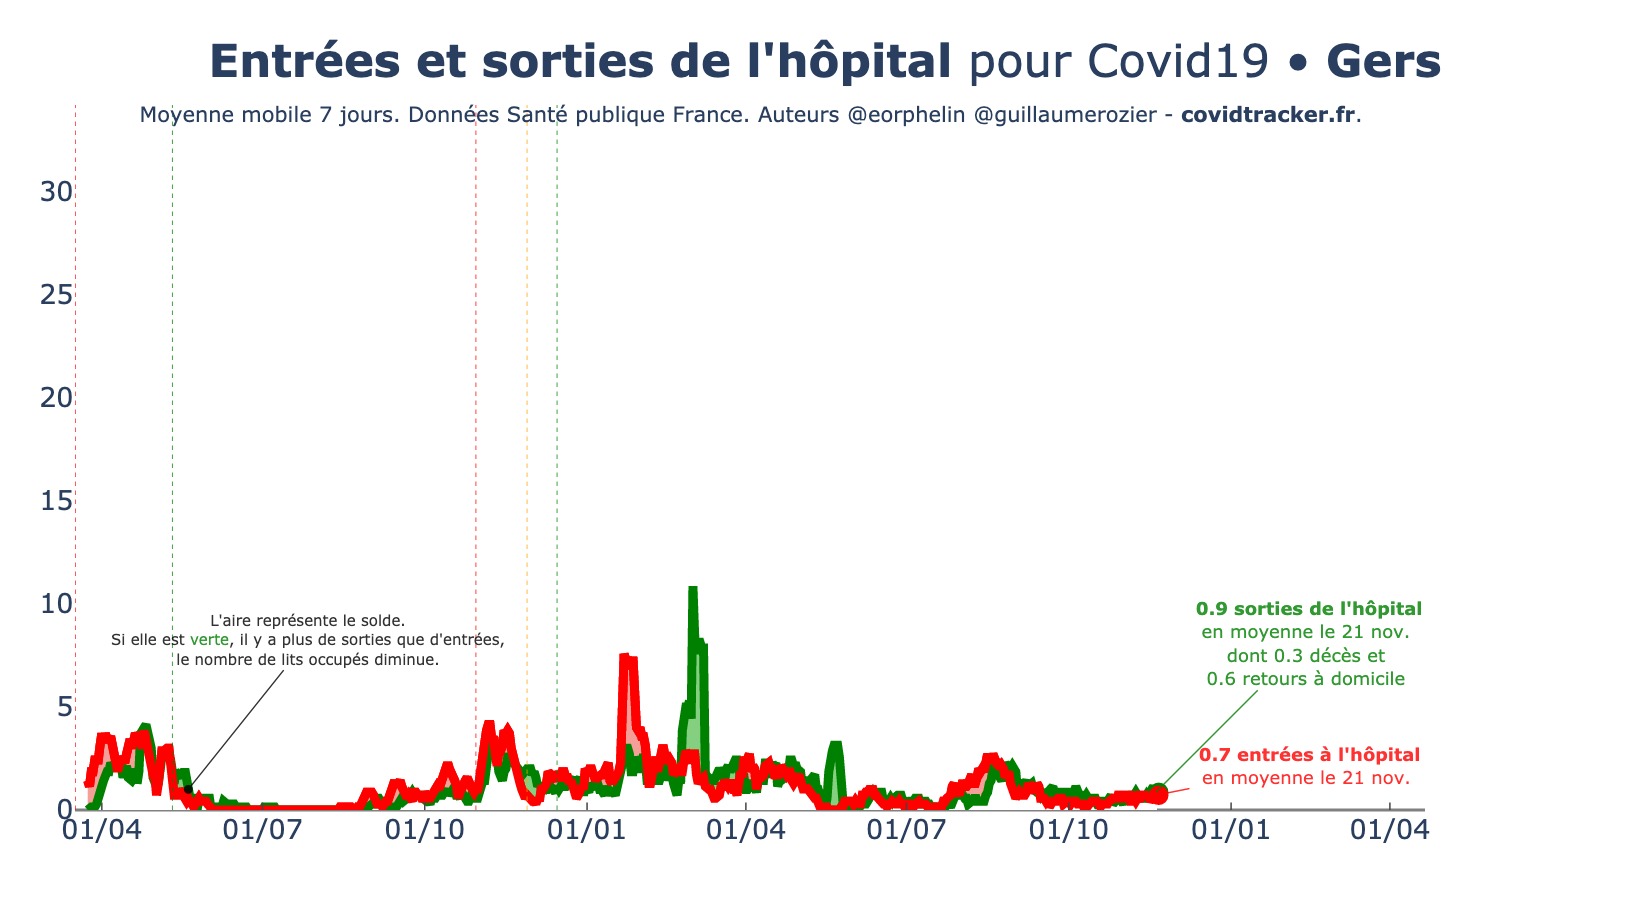 Entrées et sorties de l'hôpital pour Covid19 • Gers
Moyenne mobile 7 jours. Données Santé publique France. Auteurs @eorphelin @guillaumerozier - covidtracker.fr.
30
25
20
15
10
5
0
L'aire représente le solde.
Si elle est verte, il y a plus de sorties que d'entrées,
le nombre de lits occupés diminue.
0.9 sorties de l'hôpital
en moyenne le 21 nov.
dont 0.3 décès et
0.6 retours à domicile
0.7 entrées à l'hôpital
en moyenne le 21 nov.
01/04 01/07 01/10 01/01 01/04 01/07 01/10 01/01 01/04